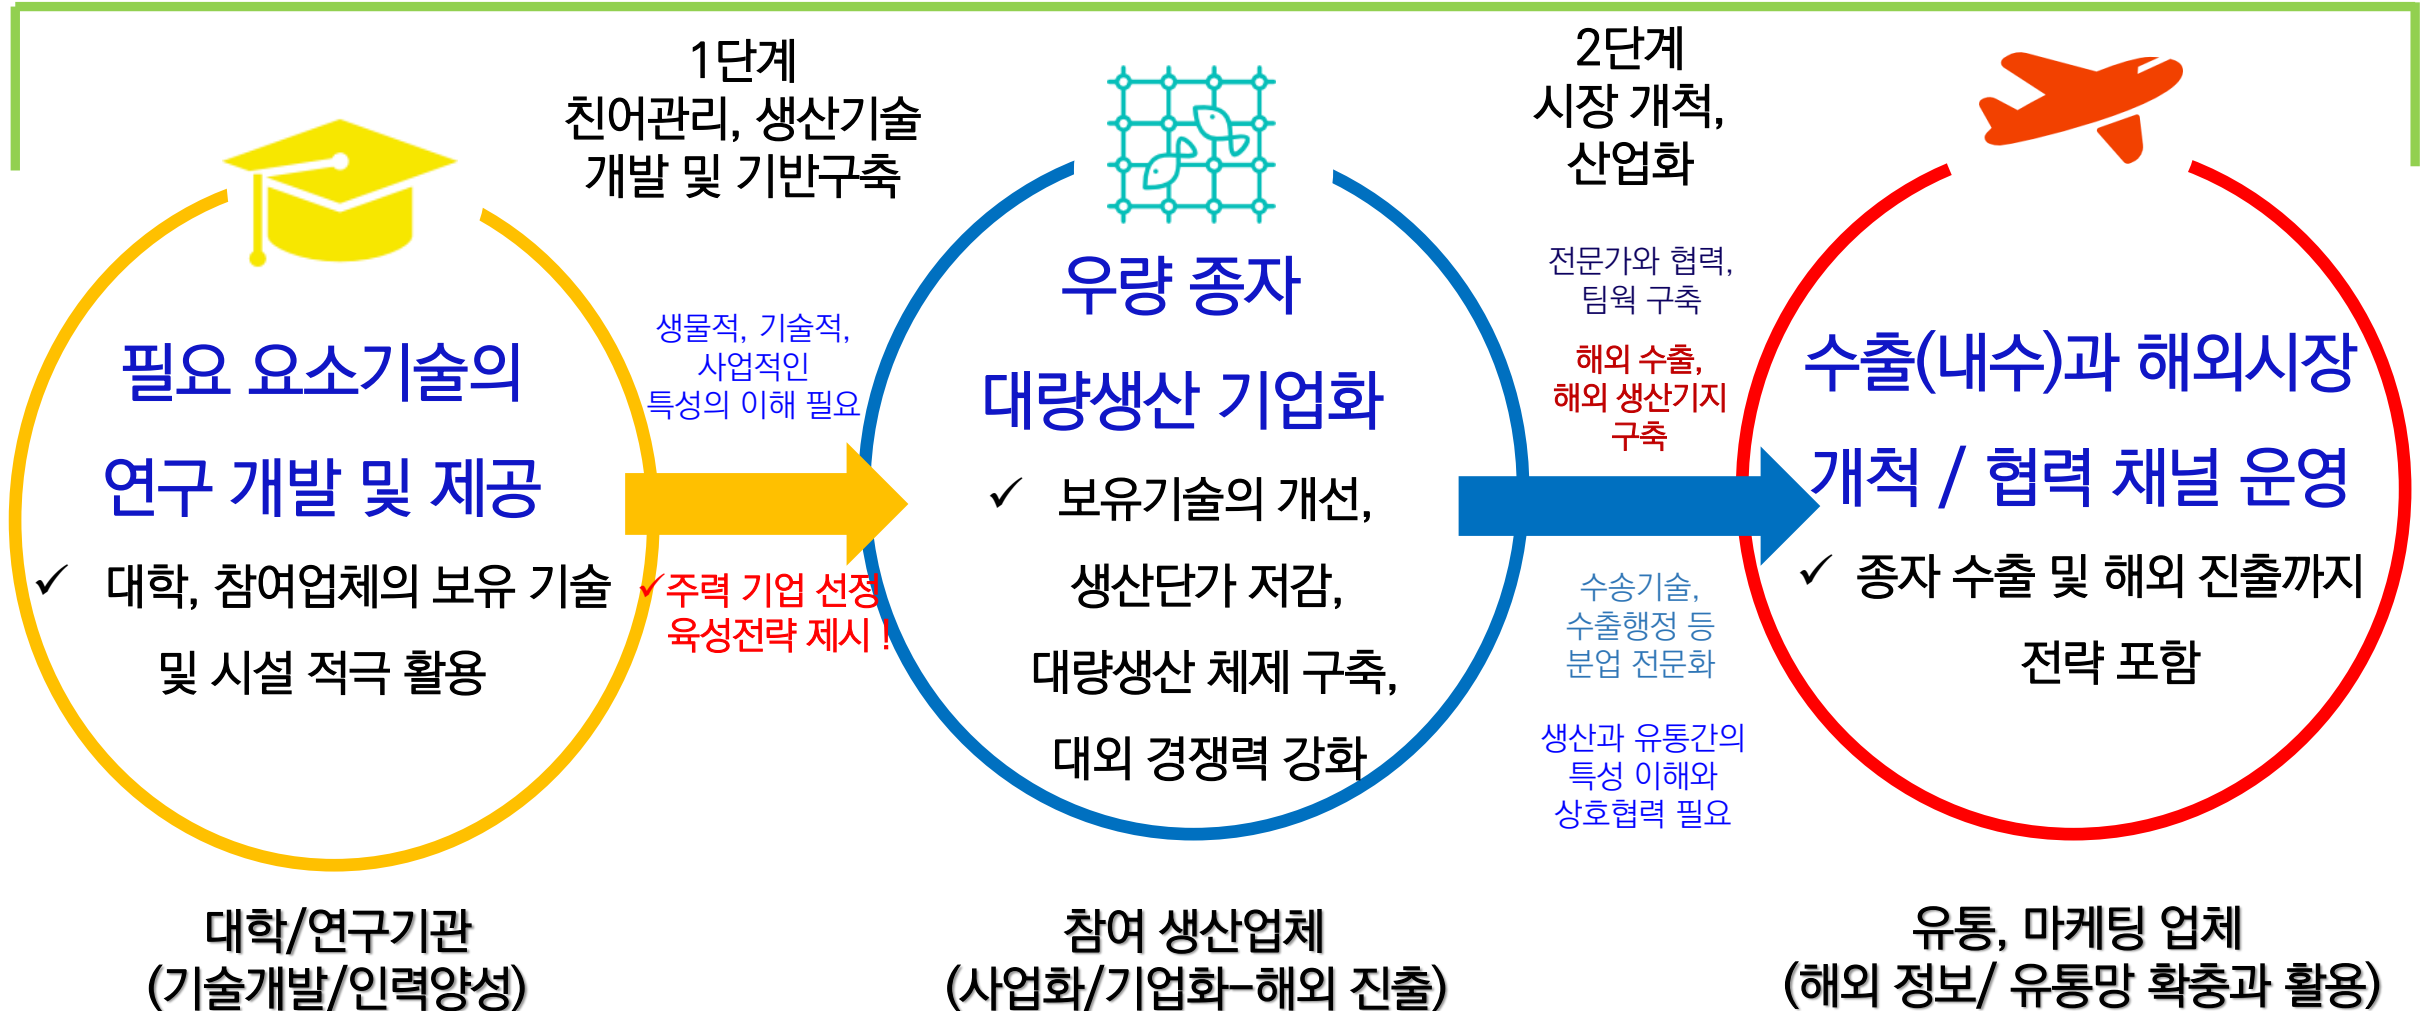 1단계
친어관리, 생산기술
개발 및 기반구축
2단계
시장 개척,
산업화
필요 요소기술의
연구 개발 및 제공
✓ 대학, 참여업체의 보유 기술
및 시설 적극 활용
생물적, 기술적,
사업적인
특성의 이해 필요
✓주력 기업 선정
육성전략 제시 !
우량 종자
대량생산 기업화
✓ 보유기술의 개선,
생산단가 저감,
대량생산 체제 구축,
대외 경쟁력 강화
전문가와 협력,
팀웍 구축
해외 수출,
해외 생산기지
구축
수송기술,
수출행정 등
분업 전문화
생산과 유통간의
특성 이해와
상호협력 필요
수출(내수)과 해외시장
개척 / 협력 채널 운영
✓ 종자 수출 및 해외 진출까지
전략 포함
대학/연구기관
(기술개발/인력양성)
참여 생산업체
(사업화/기업화-해외 진출)
유통, 마케팅 업체
(해외 정보/ 유통망 확충과 활용)